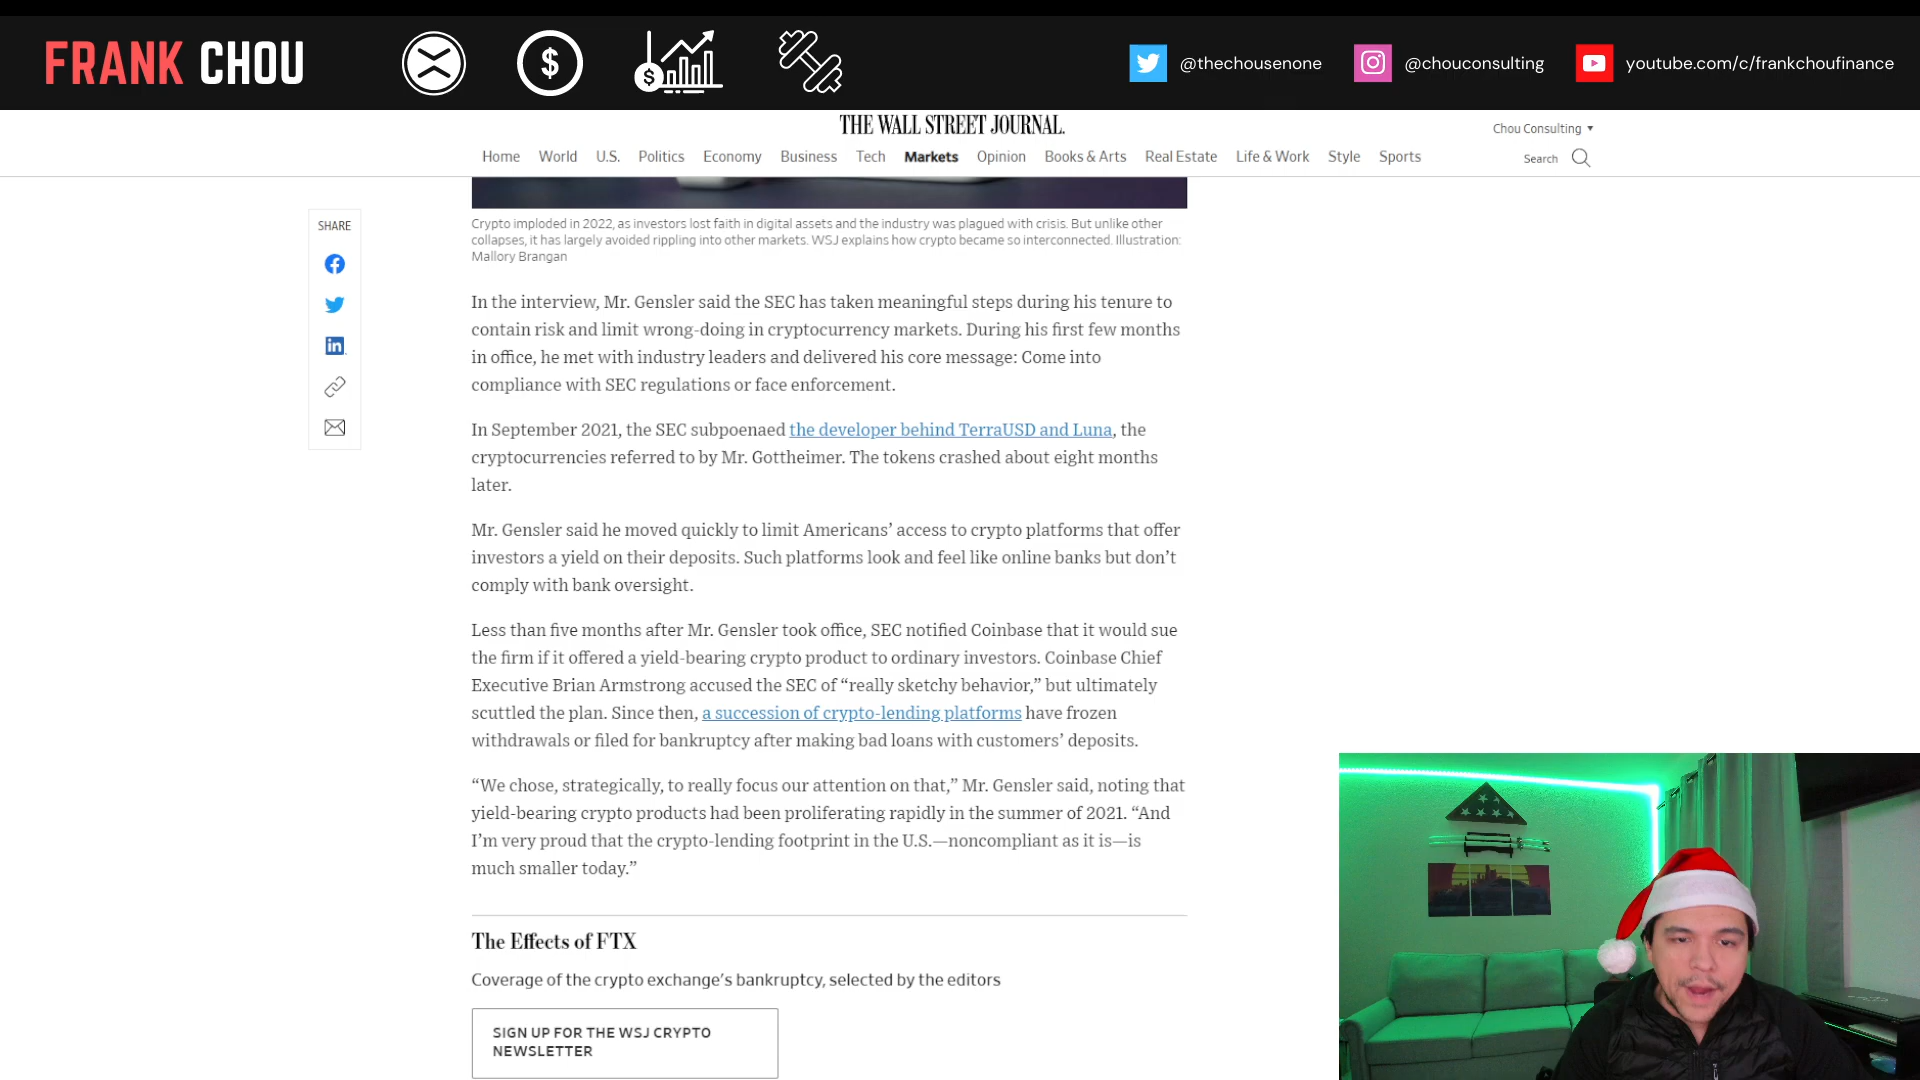 FRANK CHOU
@thechousenone
@chouconsulting
youtube.com/c/frankchoufinance
THE WALL STREET JOURNAL.
Chou Consulting
Home World U.S. Politics Economy Business Tech Markets Opinion Books & Arts Real Estate Life & Work Style Sports
Search
SHARE
Crypto imploded in 2022, as investors lost faith in digital assets and the industry was plagued with crisis. But unlike other
collapses, it has largely avoided rippling into other markets. WSJ explains how crypto became so interconnected. Illustration:
Mallory Brangan
In the interview, Mr. Gensler said the SEC has taken meaningful steps during his tenure to
contain risk and limit wrong-doing in cryptocurrency markets. During his first few months
in office, he met with industry leaders and delivered his core message: Come into
compliance with SEC regulations or face enforcement.
In September 2021, the SEC subpoenaed the developer behind TerraUSD and Luna, the
cryptocurrencies referred to by Mr. Gottheimer. The tokens crashed about eight months
later.
Mr. Gensler said he moved quickly to limit Americans’ access to crypto platforms that offer
investors a yield on their deposits. Such platforms look and feel like online banks but don’t
comply with bank oversight.
Less than five months after Mr. Gensler took office, SEC notified Coinbase that it would sue
the firm if it offered a yield-bearing crypto product to ordinary investors. Coinbase Chief
Executive Brian Armstrong accused the SEC of “really sketchy behavior,” but ultimately
scuttled the plan. Since then, a succession of crypto-lending platforms have frozen
withdrawals or filed for bankruptcy after making bad loans with customers’ deposits.
“We chose, strategically, to really focus our attention on that,” Mr. Gensler said, noting that
yield-bearing crypto products had been proliferating rapidly in the summer of 2021. “And
I’m very proud that the crypto-lending footprint in the U.S.—noncompliant as it is—is
much smaller today.”
The Effects of FTX
Coverage of the crypto exchange’s bankruptcy, selected by the editors
SIGN UP FOR THE WSJ CRYPTO
NEWSLETTER